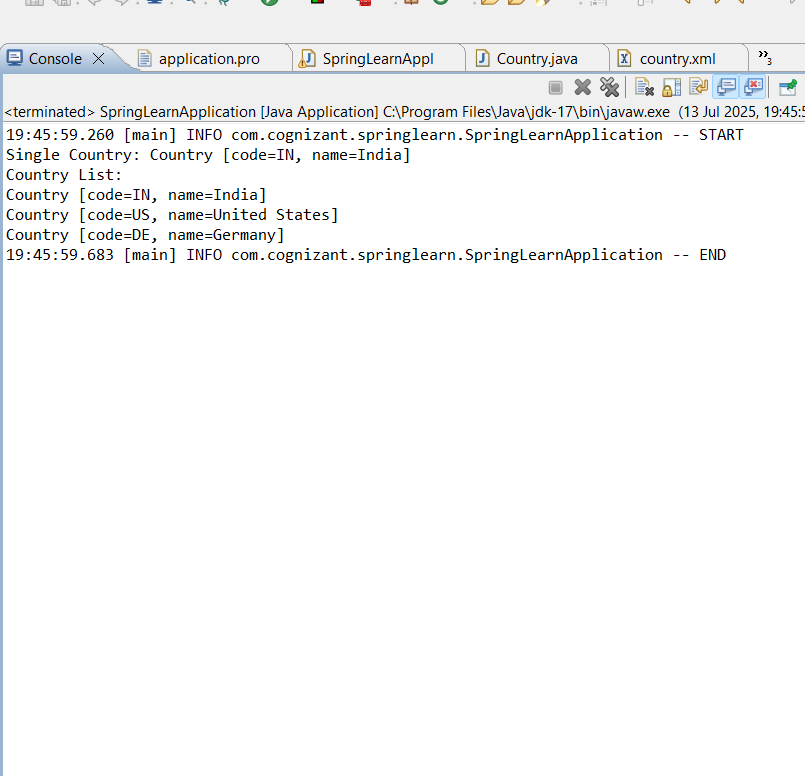 Console
application.pro
SpringLearnAppl
Country.java
country.xml
»3
<terminated> SpringLearnApplication [Java Application] C:\Program Files\Java\jdk-17\bin\javaw.exe (13 Jul 2025, 19:45:5
19:45:59.260 [main] INFO com.cognizant.springlearn.SpringLearnApplication -- START
Single Country: Country [code=IN, name=India]
Country List:
Country [code=IN, name=India]
Country [code=US, name=United States]
Country [code=DE, name=Germany]
19:45:59.683 [main] INFO com.cognizant.springlearn.SpringLearnApplication -- END